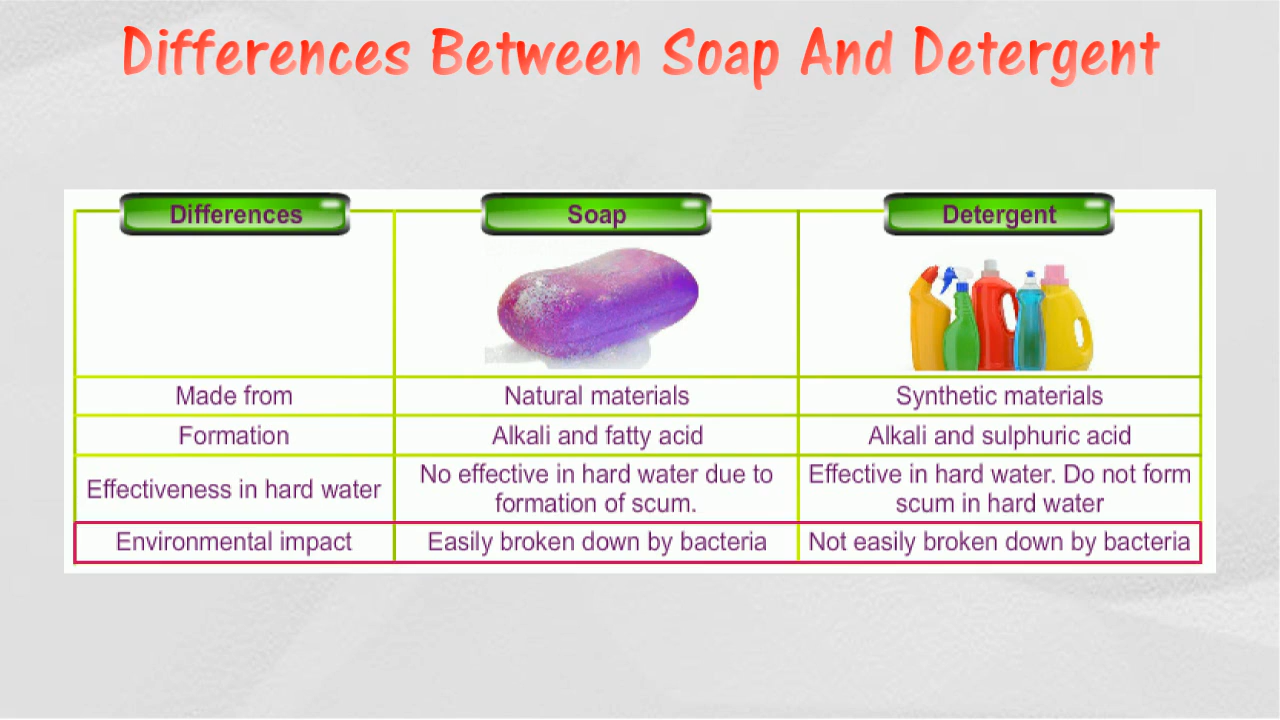 Differences Between Soap And Detergent
Differences
Soap
Detergent
Made from
Natural materials
Synthetic materials
Formation
Alkali and fatty acid
Alkali and sulphuric acid
Effectiveness in hard water
No effective in hard water due to
formation of scum.
Effective in hard water. Do not form
scum in hard water
Environmental impact
Easily broken down by bacteria
Not easily broken down by bacteria